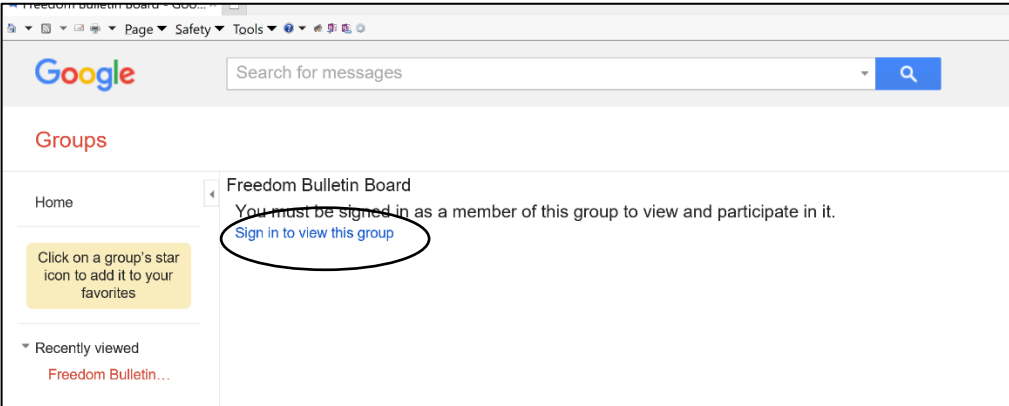 Freedom Bulletin Board - Goo...
Page Safety Tools
Google
Search for messages
Groups
Home
Click on a group's star
icon to add it to your
favorites
Recently viewed
Freedom Bulletin...
Freedom Bulletin Board
You must be signed in as a member of this group to view and participate in it.
Sign in to view this group